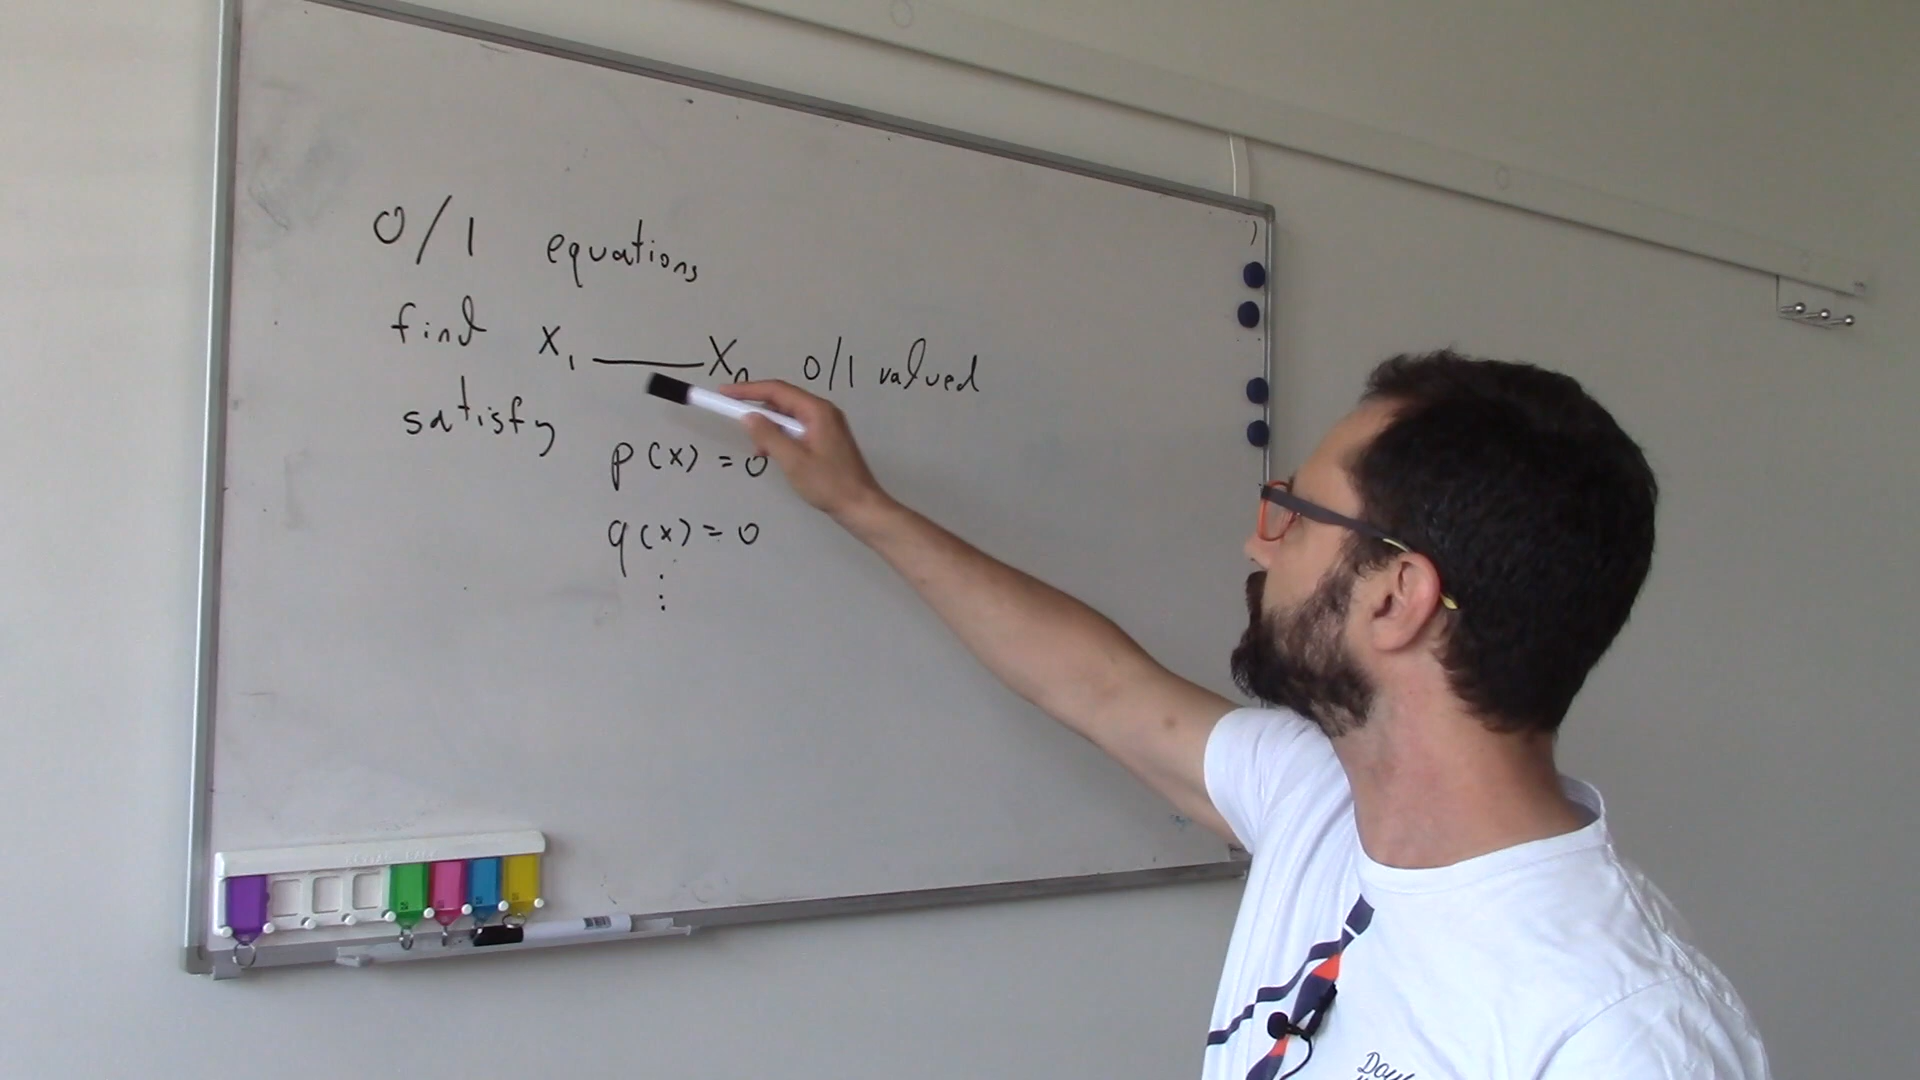 0/1 equations
find x₁ —— xₙ 0/1 valued
satisfy
p(x) = 0
q(x) = 0
⋮